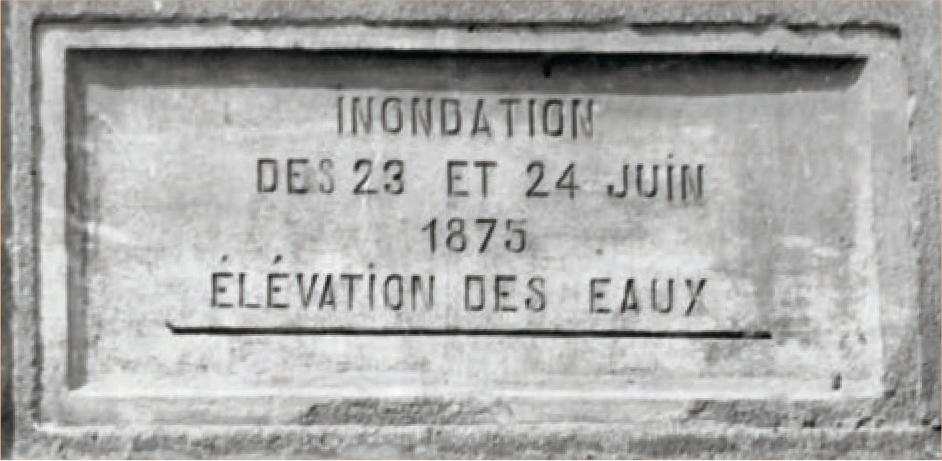 INONDATION
DES 23 ET 24 JUIN
1875
ÉLÉVATION DES EAUX